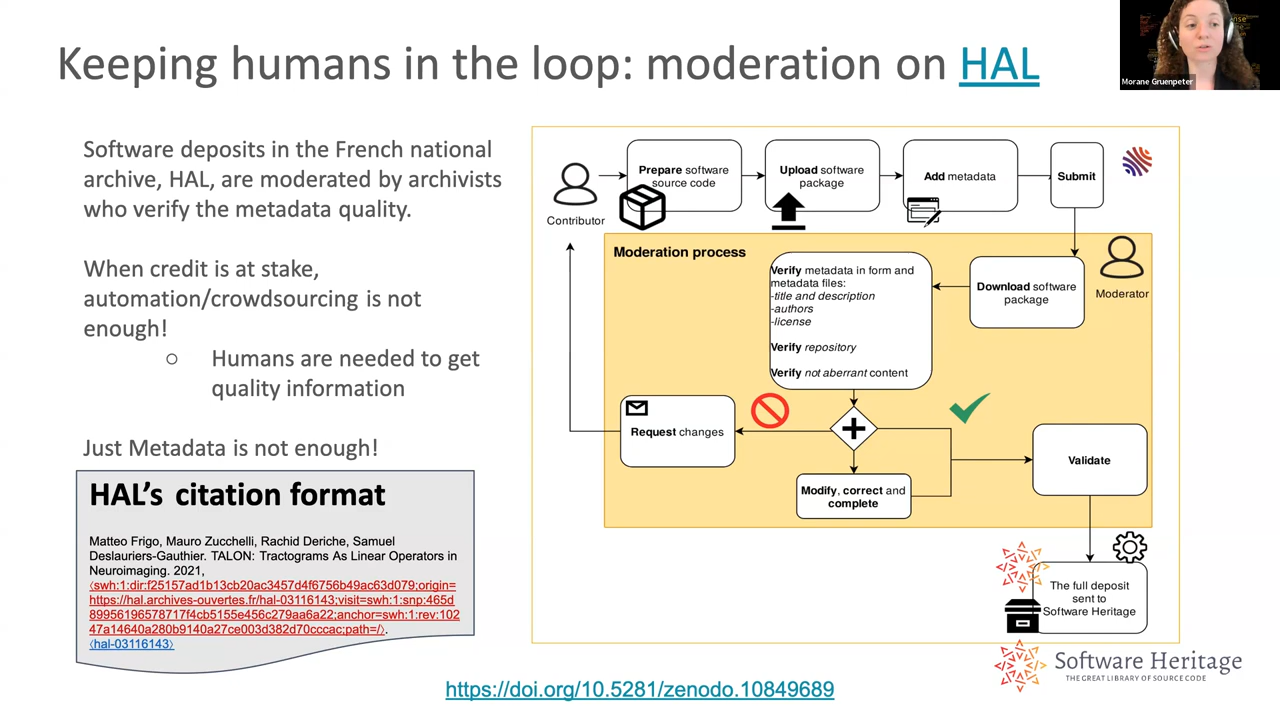 Keeping humans in the loop: moderation on HAL
Morane Gruenpeter
Software deposits in the French national
archive, HAL, are moderated by archivists
who verify the metadata quality.
When credit is at stake,
automation/crowdsourcing is not
enough!
○ Humans are needed to get
quality information
Just Metadata is not enough!
HAL's citation format
Matteo Frigo, Mauro Zucchelli, Rachid Deriche, Samuel
Deslauriers-Gauthier. TALON: Tractograms As Linear Operators in
Neuroimaging. 2021,
⟨swh:1:dir:f25157ad1b13cb20ac3457d4f6756b49ac63d079;origin=
https://hal.archives-ouvertes.fr/hal-03116143;visit=swh:1:snp:465d
89956196578717f4cb5155e456c279aa6a22;anchor=swh:1:rev:102
47a14640a280b9140a27ce003d382d70cccac;path=/⟩.
⟨hal-03116143⟩
Contributor
Prepare software
source code
Upload software
package
Add metadata
Submit
Moderation process
Moderator
Download software
package
Verify metadata in form and
metadata files:
-title and description
-authors
-license
Verify repository
Verify not aberrant content
Request changes
Modify, correct and
complete
Validate
The full deposit
sent to
Software Heritage
Software Heritage
THE GREAT LIBRARY OF SOURCE CODE
https://doi.org/10.5281/zenodo.10849689